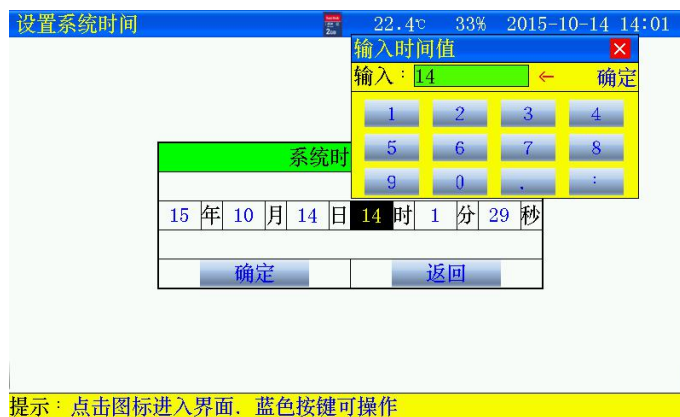 设置系统时间 22.4℃ 33% 2015-10-14 14:01
输入时间值
输入：14 ← 确定
1 2 3 4
5 6 7 8
9 0 . :
系统时
15 年 10 月 14 日 14 时 1 分 29 秒
确定 返回
提示：点击图标进入界面．蓝色按键可操作